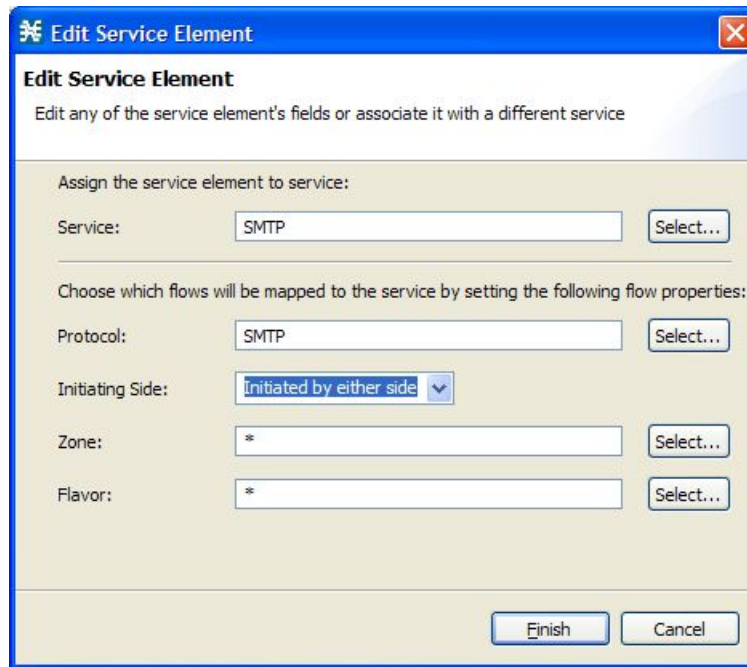 Edit Service Element
Edit Service Element
Edit any of the service element's fields or associate it with a different service
Assign the service element to service:
Service: SMTP Select...
Choose which flows will be mapped to the service by setting the following flow properties:
Protocol: SMTP Select...
Initiating Side: Initiated by either side
Zone: * Select...
Flavor: * Select...
Finish Cancel